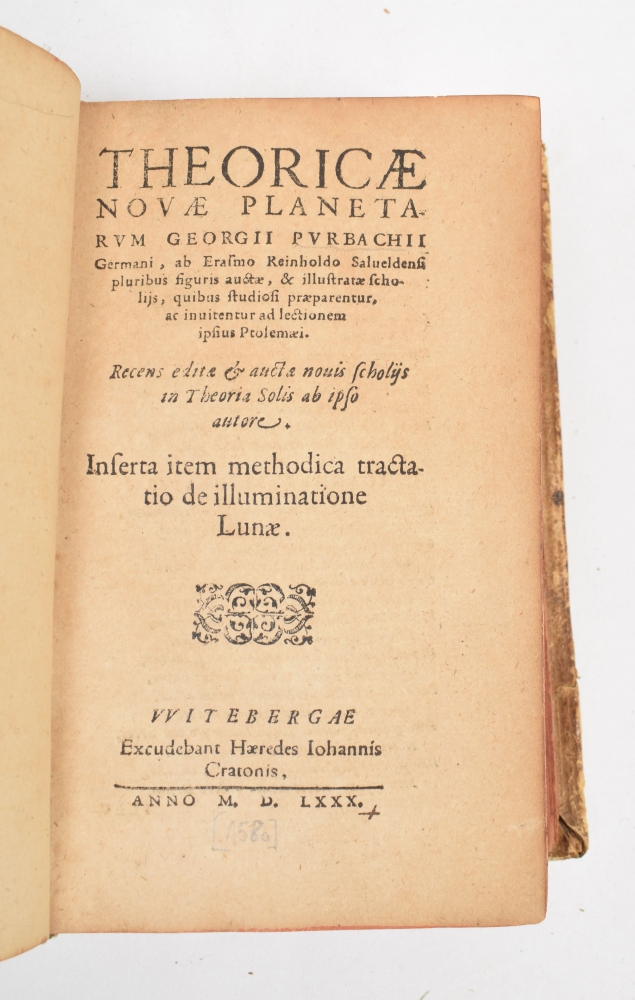 THEORICÆ
NOVÆ PLANETA-
RVM GEORGII PVRBACHII
Germani, ab Eraſmo Reinholdo Salueldenſi
pluribus figuris auctæ, & illuſtratæ ſcho-
lijs, quibus ſtudioſi præparentur,
ac inuitentur ad lectionem
ipſius Ptolemæi.
Recens editæ & auctæ nouis ſcholijs
in Theoria Solis ab ipſo
autore.
Inſerta item methodica tracta-
tio de illuminatione
Lunæ.
VVITEBERGAE
Excudebant Hæredes Iohannis
Cratonis,
ANNO M. D. LXXX.
[1580]